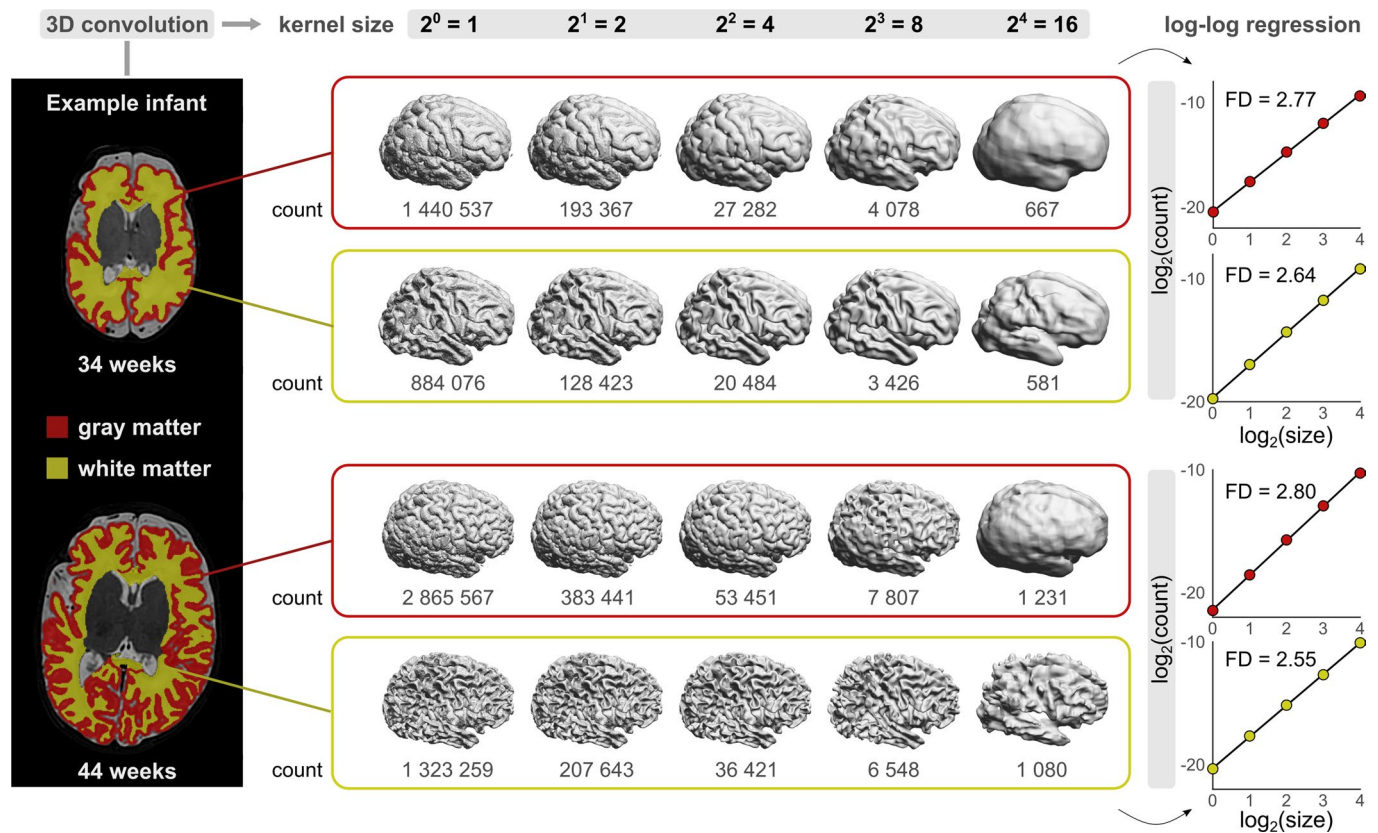 3D convolution kernel size 2⁰ = 1 2¹ = 2 2² = 4 2³ = 8 2⁴ = 16 log-log regression
Example infant
34 weeks
gray matter
white matter
44 weeks
count 1 440 537 193 367 27 282 4 078 667
count 884 076 128 423 20 484 3 426 581
count 2 865 567 383 441 53 451 7 807 1 231
count 1 323 259 207 643 36 421 6 548 1 080
log₂(count)
-10
FD = 2.77
-20
0 1 2 3 4
-10
FD = 2.64
-20
0 1 2 3 4
log₂(size)
log₂(count)
-10
FD = 2.80
-20
0 1 2 3 4
-10
FD = 2.55
-20
0 1 2 3 4
log₂(size)